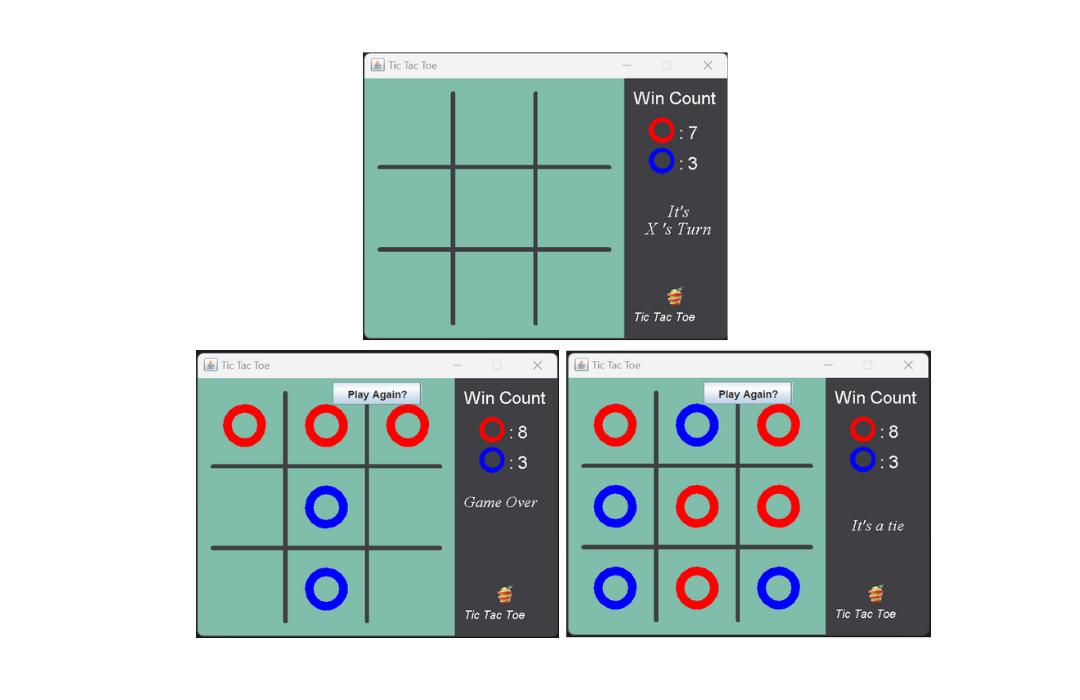 Tic Tac Toe
Win Count
: 7
: 3
It's
X 's Turn
Tic Tac Toe
Tic Tac Toe
Play Again?
Win Count
: 8
: 3
Game Over
Tic Tac Toe
Tic Tac Toe
Play Again?
Win Count
: 8
: 3
It's a tie
Tic Tac Toe